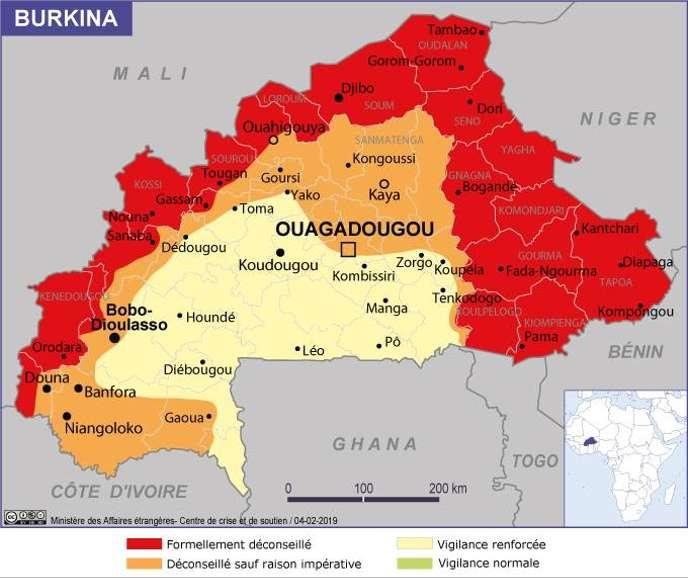 BURKINA
Tambao
OUDALAN
Gorom-Gorom
MALI
Djibo
LOROUM
SOUM
Dori
SENO
NIGER
Ouahigouya
SANMATENGA
YAGHA
SOUROU
Kongoussi
Tougan
Goursi
GNAGNA
KOSSI
Kaya
Bogandé
Gassam
Yako
KOMONDJARI
Nouna
Toma
Kantchari
Sanaba
OUAGADOUGOU
Dédougou
Koudougou
Zorgo
Koupéla
GOURMA
Diapaga
Kombissiri
Fada-Ngourma
TAPOA
KENEDOUGOU
Tenkodogo
Bobo-
Dioulasso
Houndé
Manga
KOULPELOGO
Kompongou
KIOMPIENGA
Orodara
Léo
Pô
Pama
BÉNIN
Diébougou
Douna
Banfora
Gaoua
Niangoloko
GHANA
TOGO
CÔTE D'IVOIRE
0 100 200 km
Ministère des Affaires étrangères- Centre de crise et de soutien / 04-02-2019
Formellement déconseillé
Vigilance renforcée
Déconseillé sauf raison impérative
Vigilance normale